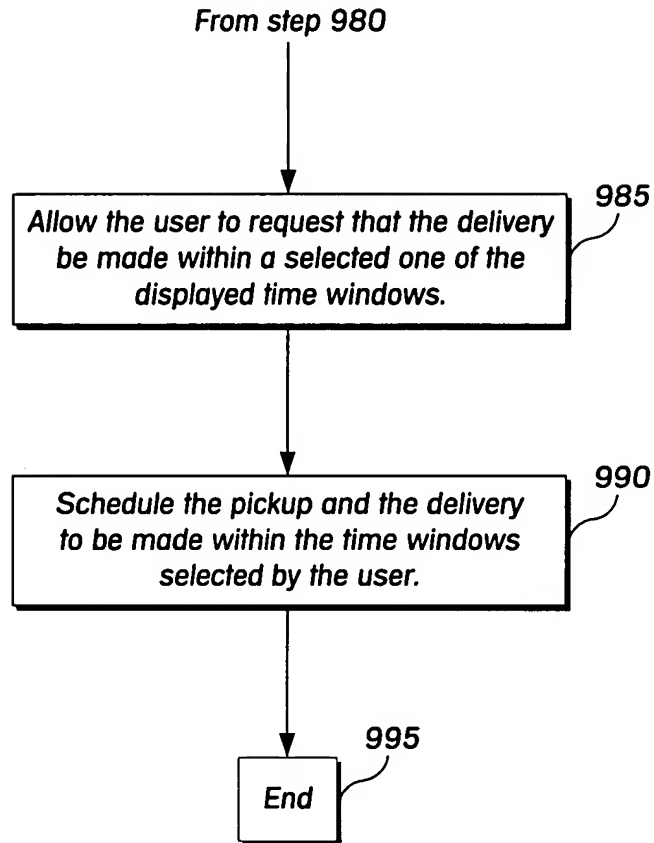 From step 980
985
Allow the user to request that the delivery
be made within a selected one of the
displayed time windows.
990
Schedule the pickup and the delivery
to be made within the time windows
selected by the user.
995
End